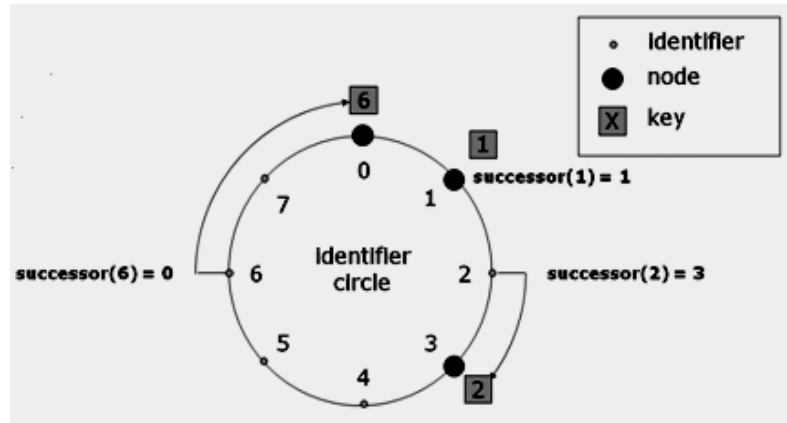 identifier
node
X key
6
1
0
successor(1) = 1
1
7
identifier
circle
successor(6) = 0
6
2
successor(2) = 3
5
3
4
2